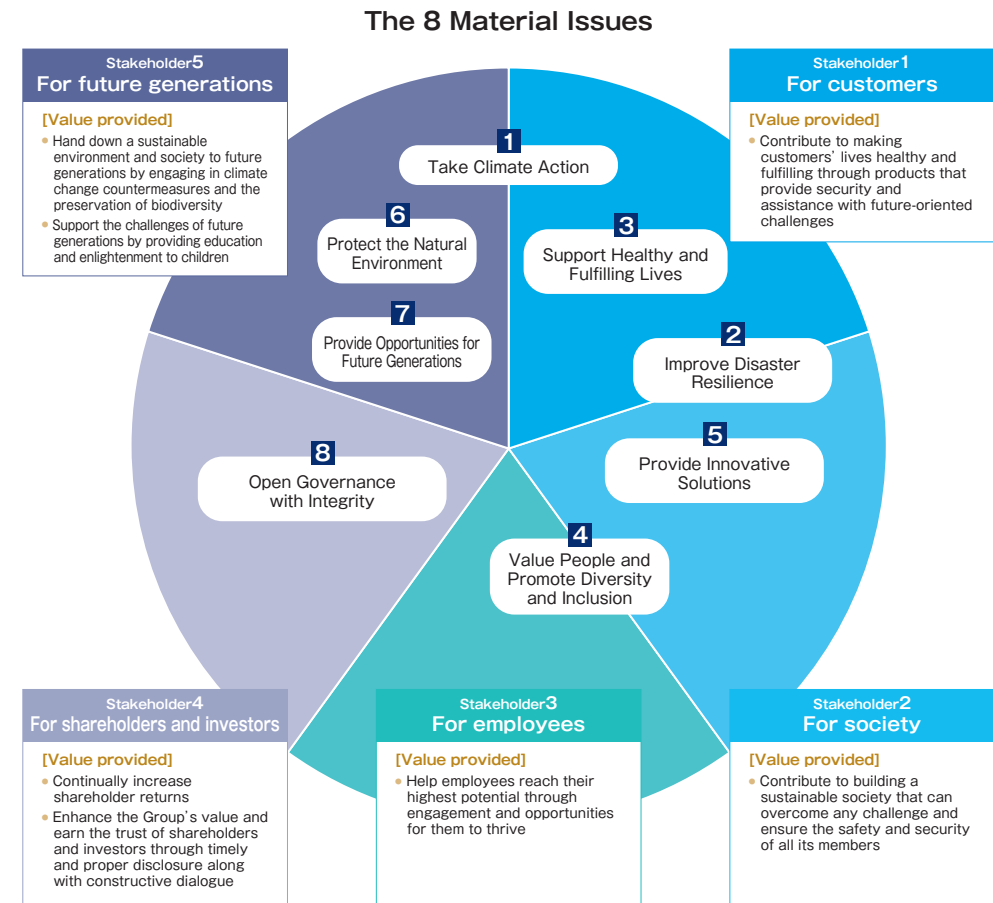 The 8 Material Issues
Stakeholder5
For future generations
[Value provided]
• Hand down a sustainable
environment and society to future
generations by engaging in climate
change countermeasures and the
preservation of biodiversity
• Support the challenges of future
generations by providing education
and enlightenment to children
Stakeholder1
For customers
[Value provided]
• Contribute to making
customers' lives healthy and
fulfilling through products that
provide security and
assistance with future-oriented
challenges
1
Take Climate Action
6
Protect the Natural
Environment
3
Support Healthy and
Fulfilling Lives
7
Provide Opportunities for
Future Generations
2
Improve Disaster
Resilience
8
Open Governance
with Integrity
5
Provide Innovative
Solutions
4
Value People and
Promote Diversity
and Inclusion
Stakeholder4
For shareholders and investors
[Value provided]
• Continually increase
shareholder returns
• Enhance the Group's value and
earn the trust of shareholders
and investors through timely
and proper disclosure along
with constructive dialogue
Stakeholder3
For employees
[Value provided]
• Help employees reach their
highest potential through
engagement and opportunities
for them to thrive
Stakeholder2
For society
[Value provided]
• Contribute to building a
sustainable society that can
overcome any challenge and
ensure the safety and security
of all its members